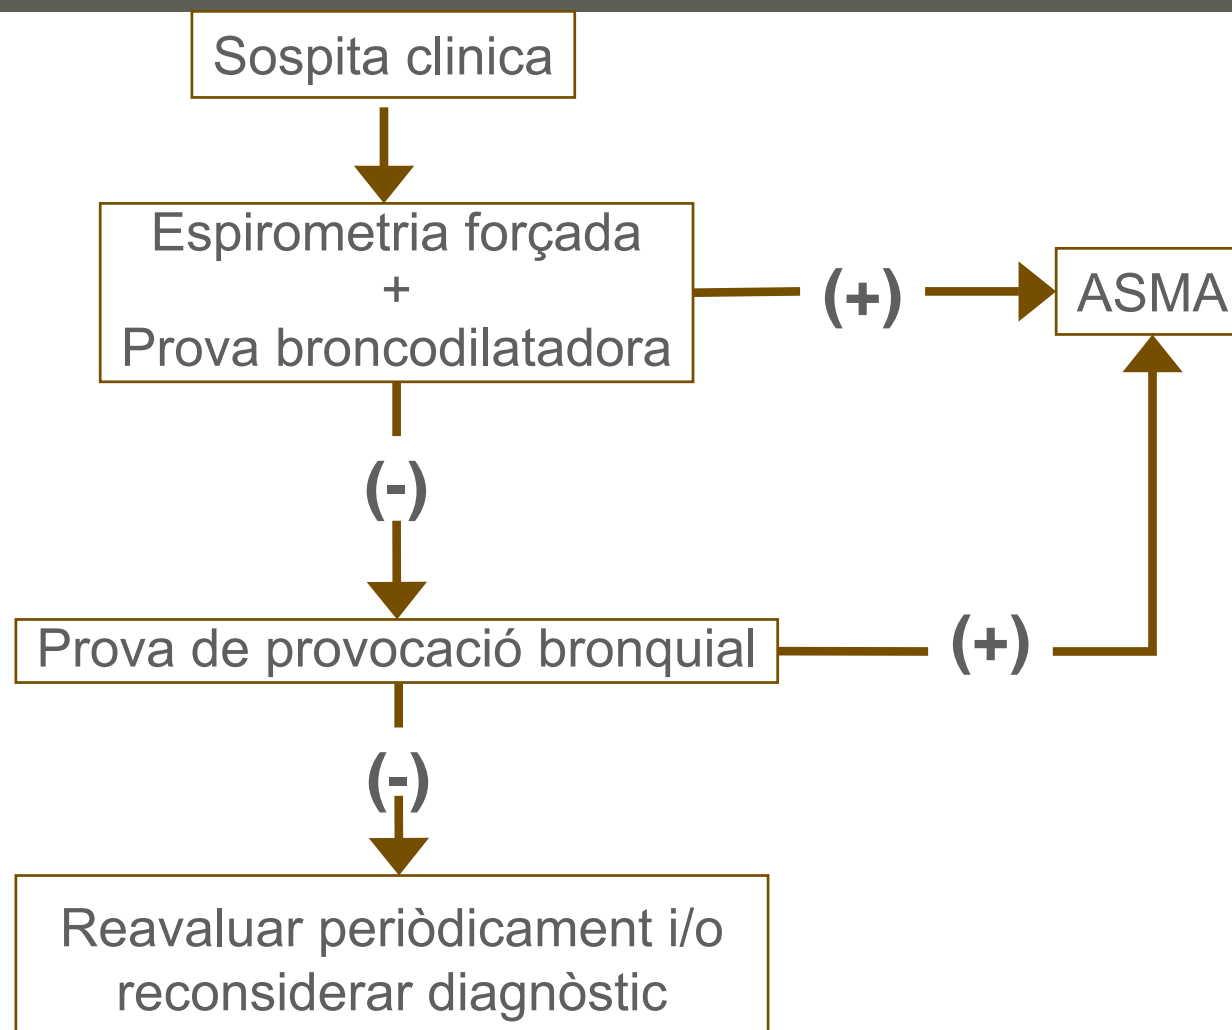 Sospita clinica
Espirometria forçada
+
Prova broncodilatadora
(+)
ASMA
(-)
Prova de provocació bronquial
(+)
(-)
Reavaluar periòdicament i/o
reconsiderar diagnòstic